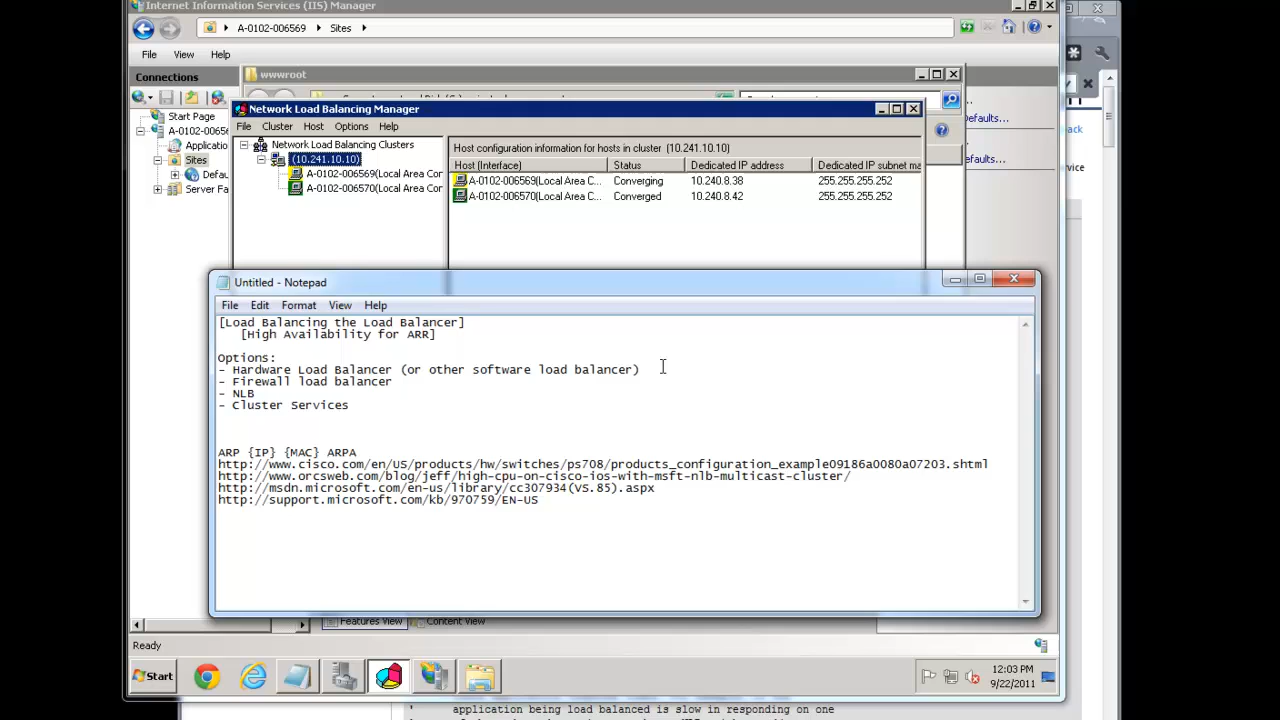 Internet Information Services (IIS) Manager
A-0102-006569
Sites
File View Help
Connections
wwwroot
Start Page
A-0102-0065
Applicatio
Sites
Defau
Server Fa
Network Load Balancing Manager
File Cluster Host Options Help
Network Load Balancing Clusters
(10.241.10.10)
A-0102-006569(Local Area Cor
A-0102-006570(Local Area Cor
Host configuration information for hosts in cluster (10.241.10.10)
Host (Interface) Status Dedicated IP address Dedicated IP subnet ma
A-0102-006569(Local Area C... Converging 10.240.8.38 255.255.255.252
A-0102-006570(Local Area C... Converged 10.240.8.42 255.255.255.252
Defaults...
Defaults...
ack
vice
Untitled - Notepad
File Edit Format View Help
[Load Balancing the Load Balancer]
[High Availability for ARR]
Options:
- Hardware Load Balancer (or other software load balancer)
- Firewall load balancer
- NLB
- Cluster Services
ARP {IP} {MAC} ARPA
http://www.cisco.com/en/US/products/hw/switches/ps708/products_configuration_example09186a0080a07203.shtml
http://www.orcsweb.com/blog/jeff/high-cpu-on-cisco-ios-with-msft-nlb-multicast-cluster/
http://msdn.microsoft.com/en-us/library/cc307934(VS.85).aspx
http://support.microsoft.com/kb/970759/EN-US
Features View Content View
Ready
Start
12:03 PM
9/22/2011
application being load balanced is slow in responding on one